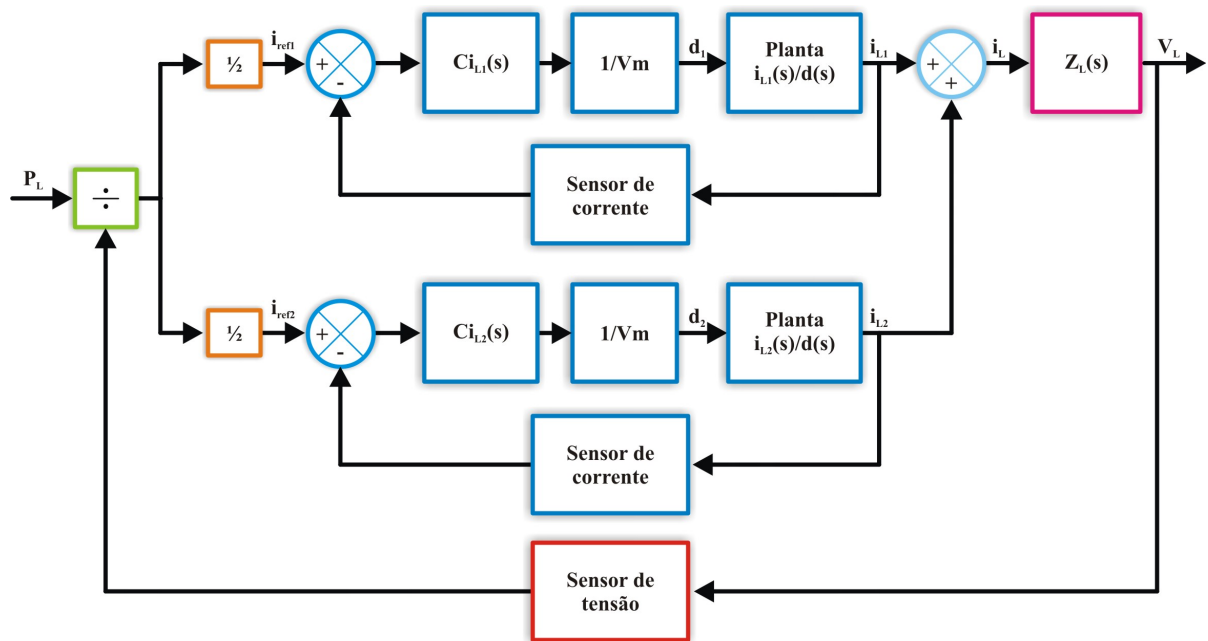 ½
i_ref1
+
-
Ci_L1(s)
1/Vm
d_1
Planta
i_L1(s)/d(s)
i_L1
+
+
i_L
Z_L(s)
V_L
Sensor de
corrente
P_L
÷
½
i_ref2
+
-
Ci_L2(s)
1/Vm
d_2
Planta
i_L2(s)/d(s)
i_L2
Sensor de
corrente
Sensor de
tensão